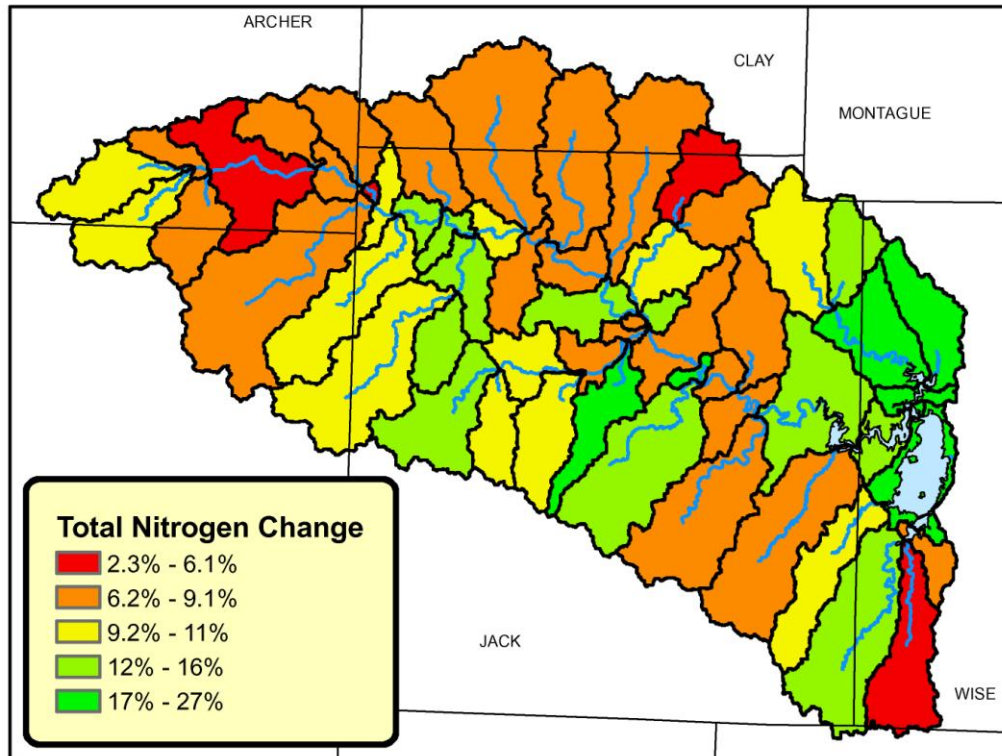 ARCHER
CLAY
MONTAGUE
Total Nitrogen Change
2.3% - 6.1%
6.2% - 9.1%
9.2% - 11%
12% - 16%
17% - 27%
JACK
WISE